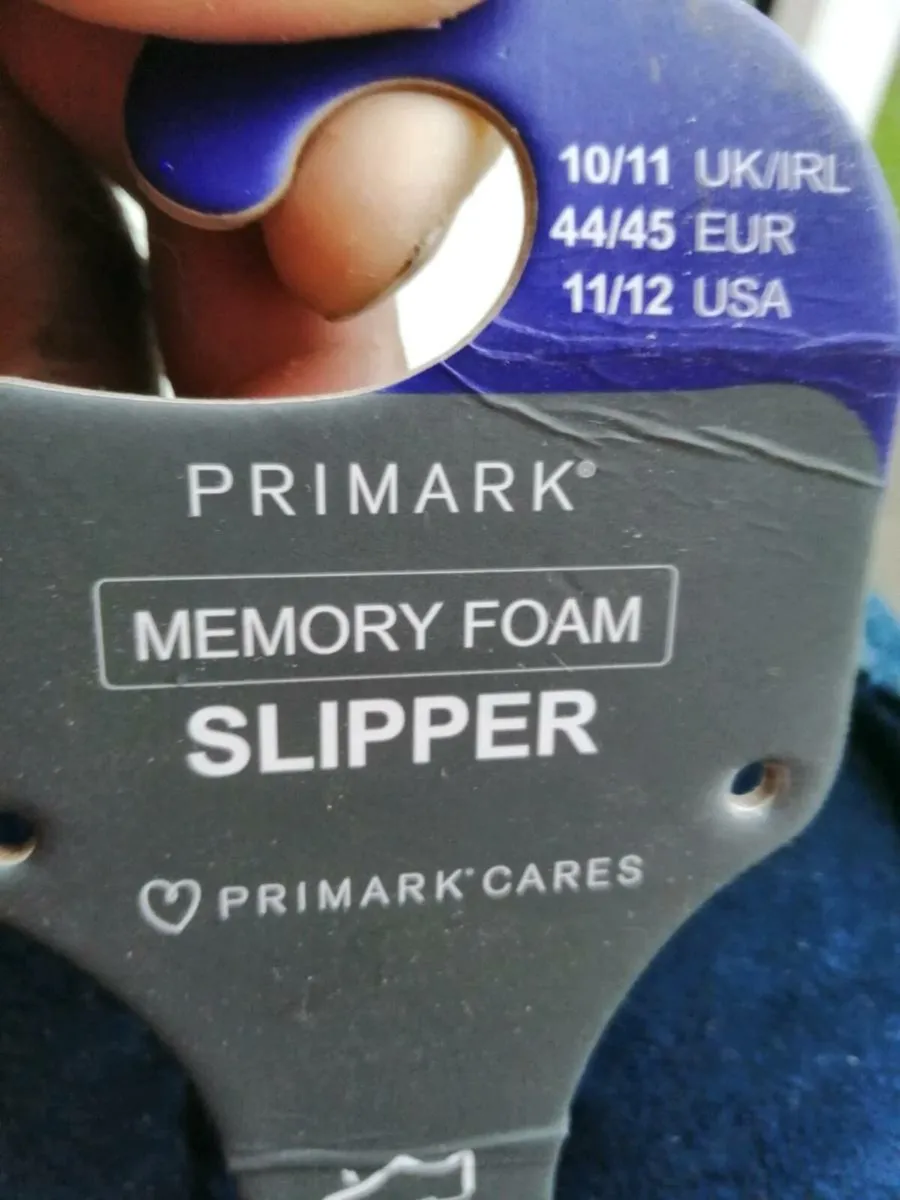 10/11 UK/IRL
44/45 EUR
11/12 USA
PRIMARK®
MEMORY FOAM
SLIPPER
PRIMARK® CARES